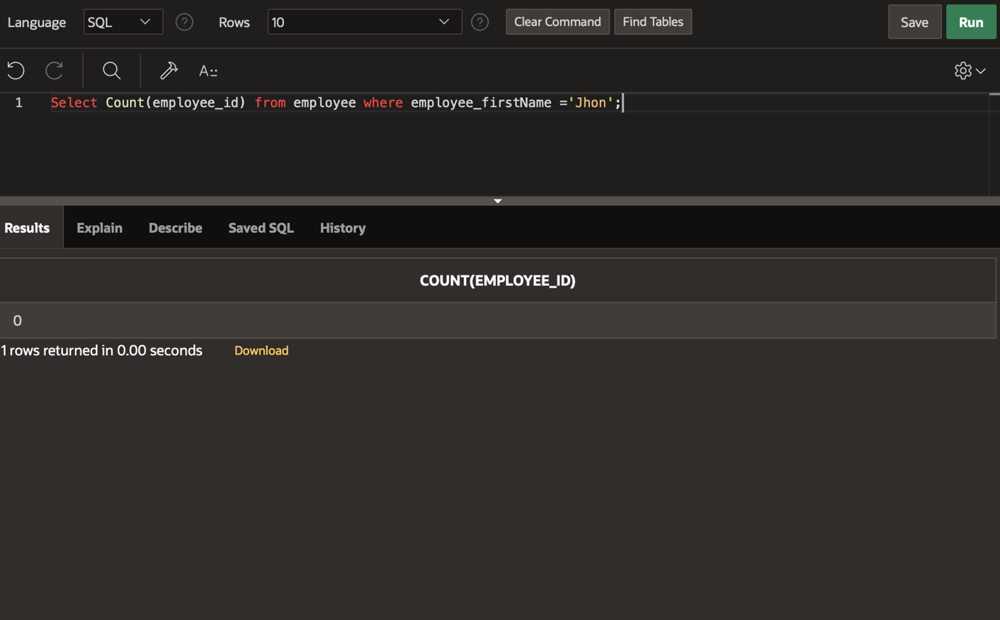 Language SQL ? Rows 10 ? Clear Command Find Tables Save Run
A::
1 Select Count(employee_id) from employee where employee_firstName ='Jhon';
Results Explain Describe Saved SQL History
COUNT(EMPLOYEE_ID)
0
1 rows returned in 0.00 seconds Download